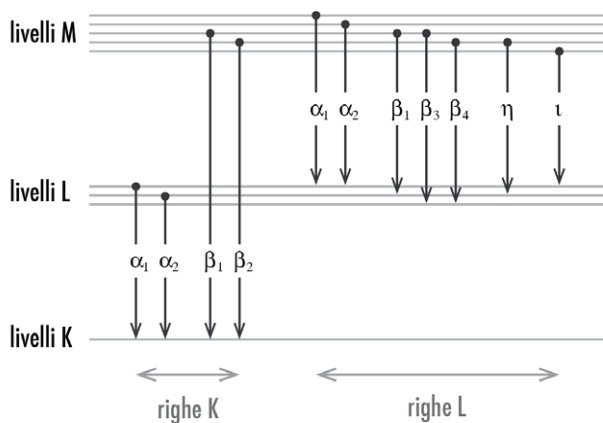 livelli M
α₁ α₂ β₁ β₃ β₄ η ι
livelli L
α₁ α₂ β₁ β₂
livelli K
righe K righe L